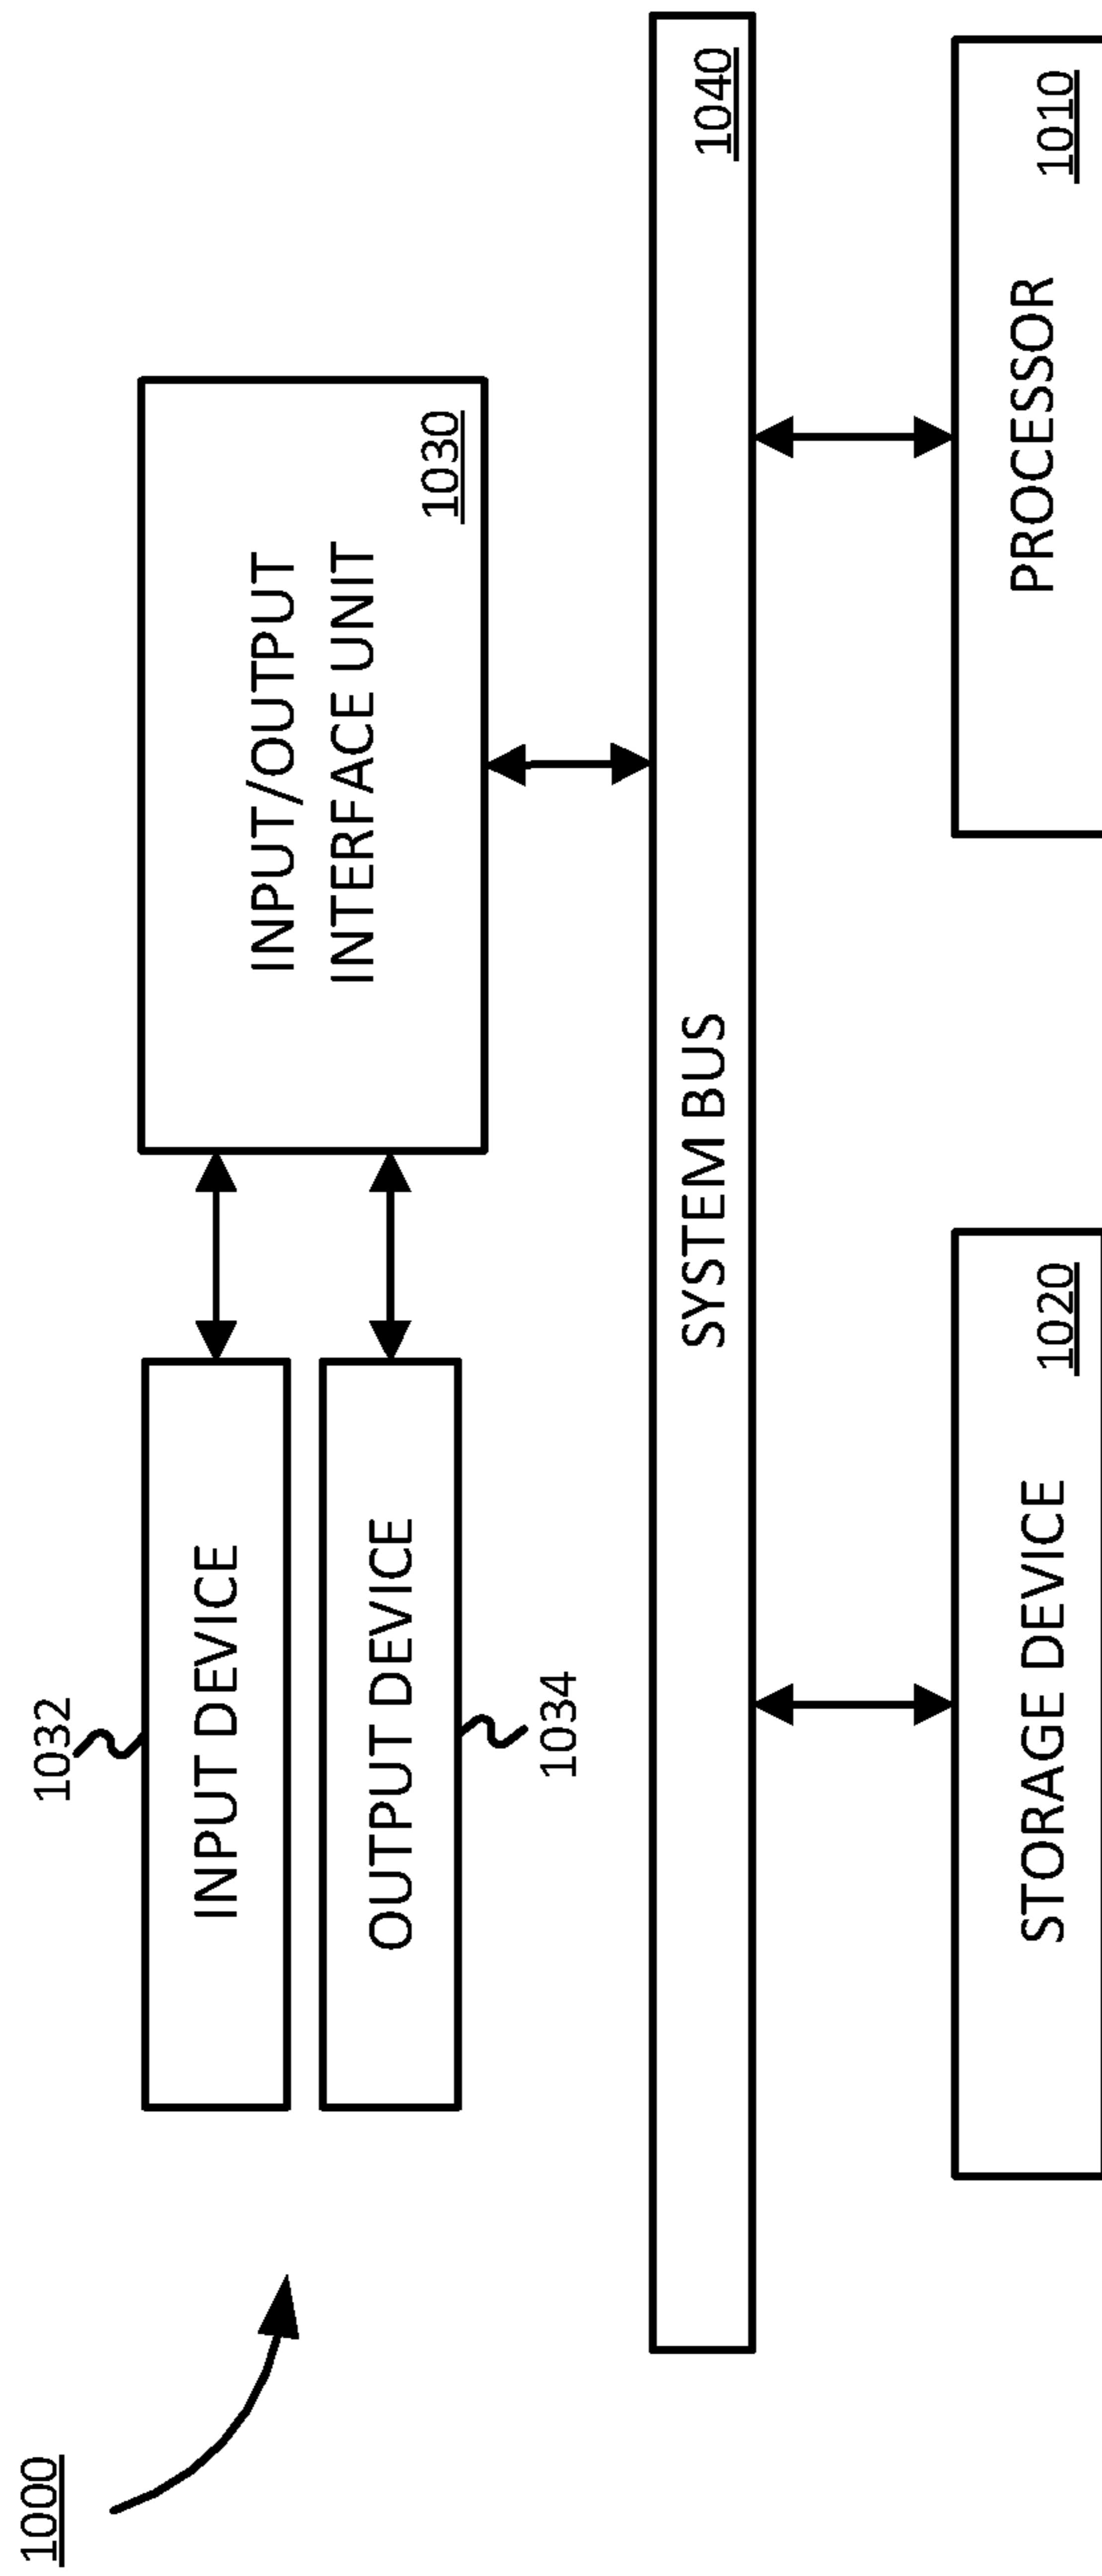 1000
1032
INPUT DEVICE
OUTPUT DEVICE
1034
INPUT/OUTPUT
INTERFACE UNIT
1030
SYSTEM BUS
1040
STORAGE DEVICE
1020
PROCESSOR
1010